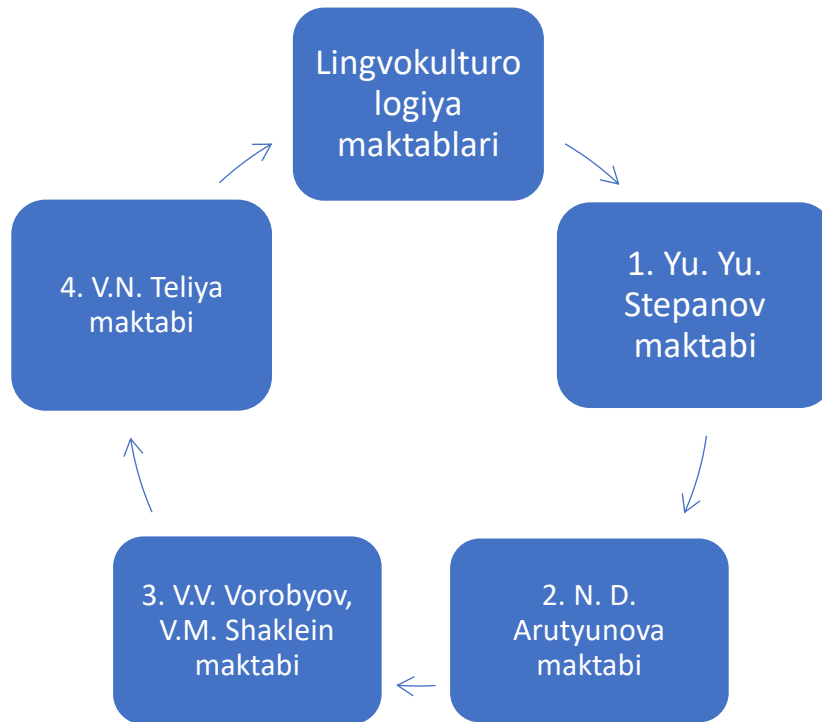 Lingvokulturo
logiya
maktablari
1. Yu. Yu.
Stepanov
maktabi
2. N. D.
Arutyunova
maktabi
3. V.V. Vorobyov,
V.M. Shaklein
maktabi
4. V.N. Teliya
maktabi